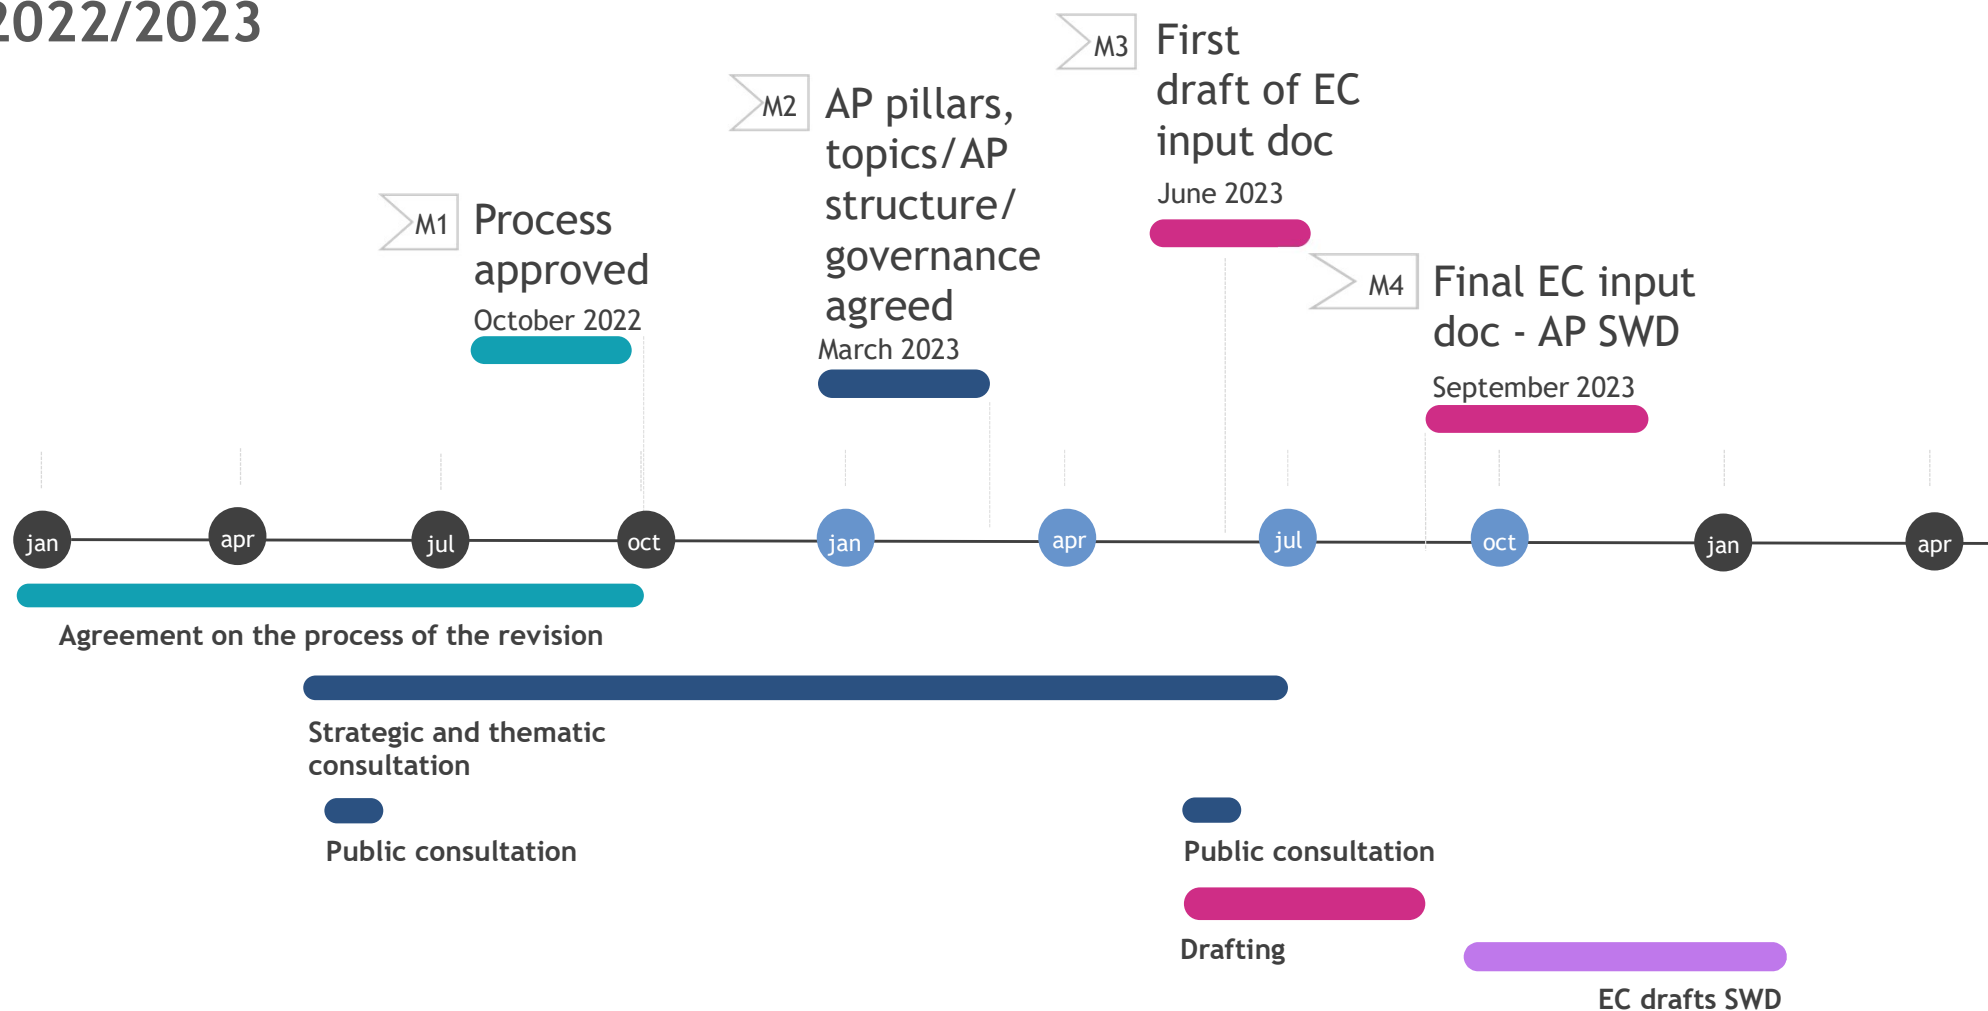 2022/2023
M1
Process
approved
October 2022
M2
AP pillars,
topics/AP
structure/
governance
agreed
March 2023
M3
First
draft of EC
input doc
June 2023
M4
Final EC input
doc - AP SWD
September 2023
jan
apr
jul
oct
jan
apr
jul
oct
jan
apr
Agreement on the process of the revision
Strategic and thematic
consultation
Public consultation
Public consultation
Drafting
EC drafts SWD